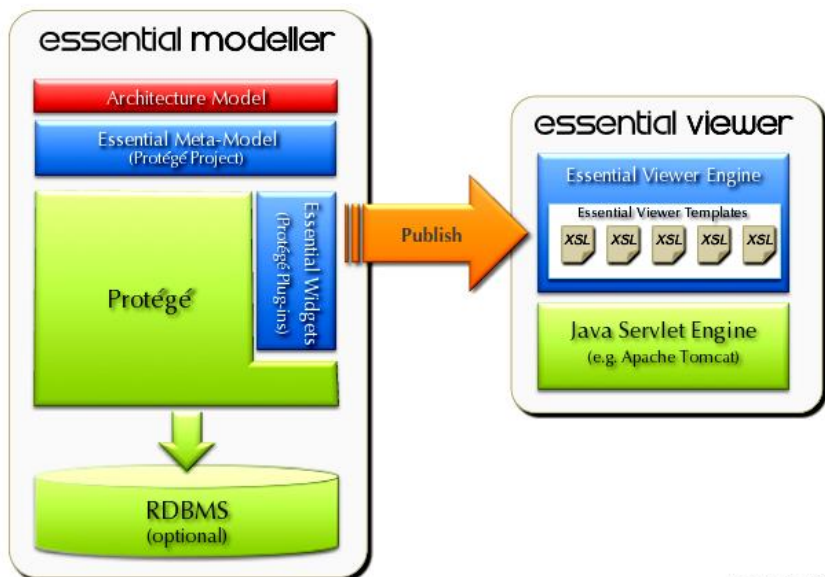 essential modeller
Architecture Model
Essential Meta-Model
(Protégé Project)
Protégé
Essential Widgets
(Protégé Plug-ins)
RDBMS
(optional)
Publish
essential viewer
Essential Viewer Engine
Essential Viewer Templates
XSL XSL XSL XSL XSL
Java Servlet Engine
(e.g. Apache Tomcat)